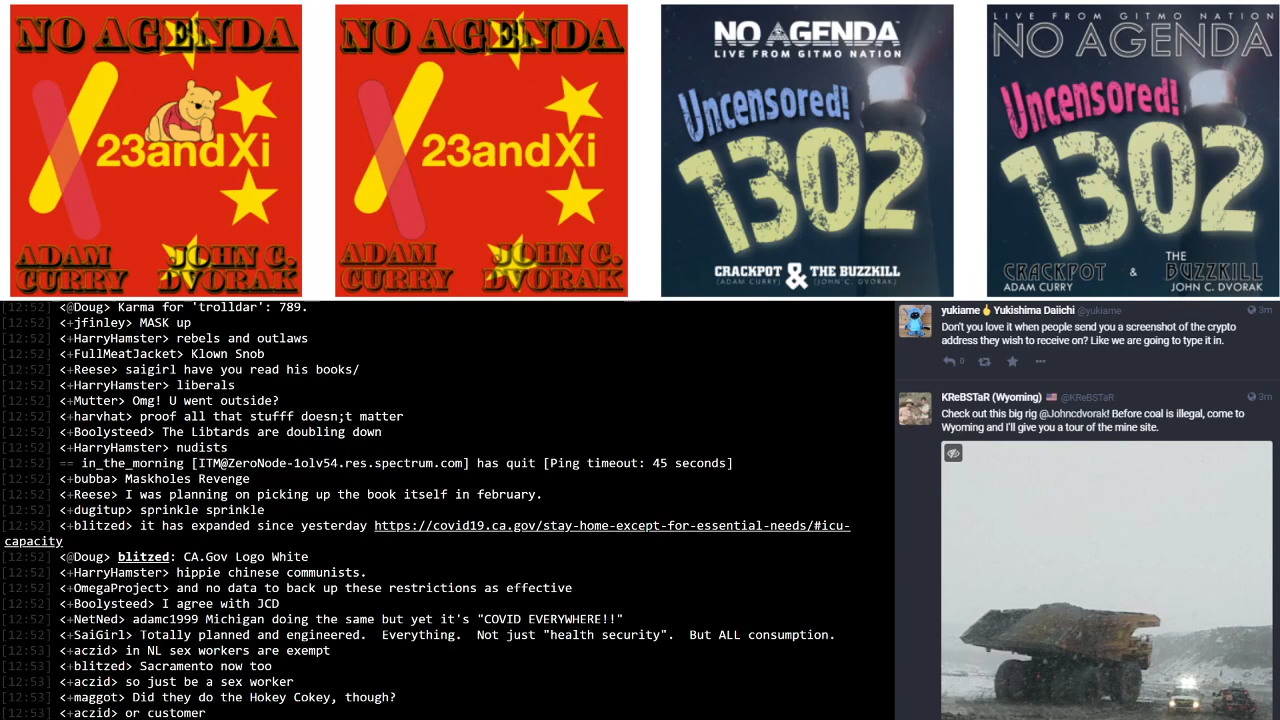 NO AGENDA
23andXi
ADAM CURRY
JOHN C. DVORAK
NO AGENDA
23andXi
ADAM CURRY
JOHN C. DVORAK
NO AGENDA™
LIVE FROM GITMO NATION
Uncensored!
1302
CRACKPOT & THE BUZZKILL
[ADAM CURRY] [JOHN C. DVORAK]
LIVE FROM GITMO NATION
NO AGENDA
Uncensored!
1302
CRACKPOT & THE BUZZKILL
ADAM CURRY JOHN C. DVORAK
[12:52] <@Doug> Karma for 'trolldar': 789.
[12:52] <+jfinley> MASK up
[12:52] <+HarryHamster> rebels and outlaws
[12:52] <+FullMeatJacket> Klown Snob
[12:52] <+Reese> saigirl have you read his books/
[12:52] <+HarryHamster> liberals
[12:52] <+Mutter> Omg! U went outside?
[12:52] <+harvhat> proof all that stufff doesn;t matter
[12:52] <+Boolysteed> The Libtards are doubling down
[12:52] <+HarryHamster> nudists
[12:52] == in_the_morning [ITM@ZeroNode-1olv54.res.spectrum.com] has quit [Ping timeout: 45 seconds]
[12:52] <+bubba> Maskholes Revenge
[12:52] <+Reese> I was planning on picking up the book itself in february.
[12:52] <+dugitup> sprinkle sprinkle
[12:52] <+blitzed> it has expanded since yesterday https://covid19.ca.gov/stay-home-except-for-essential-needs/#icu-
capacity
[12:52] <@Doug> blitzed: CA.Gov Logo White
[12:52] <+HarryHamster> hippie chinese communists.
[12:52] <+OmegaProject> and no data to back up these restrictions as effective
[12:52] <+Boolysteed> I agree with JCD
[12:52] <+NetNed> adamc1999 Michigan doing the same but yet it's "COVID EVERYWHERE!!"
[12:52] <+SaiGirl> Totally planned and engineered. Everything. Not just "health security". But ALL consumption.
[12:53] <+aczid> in NL sex workers are exempt
[12:53] <+blitzed> Sacramento now too
[12:53] <+aczid> so just be a sex worker
[12:53] <+maggot> Did they do the Hokey Cokey, though?
[12:53] <+aczid> or customer
yukiame Yukishima Daiichi @yukiame 3m
Don't you love it when people send you a screenshot of the crypto
address they wish to receive on? Like we are going to type it in.
0
KReBSTaR (Wyoming) @KReBSTaR 3m
Check out this big rig @Johncdvorak! Before coal is illegal, come to
Wyoming and I'll give you a tour of the mine site.